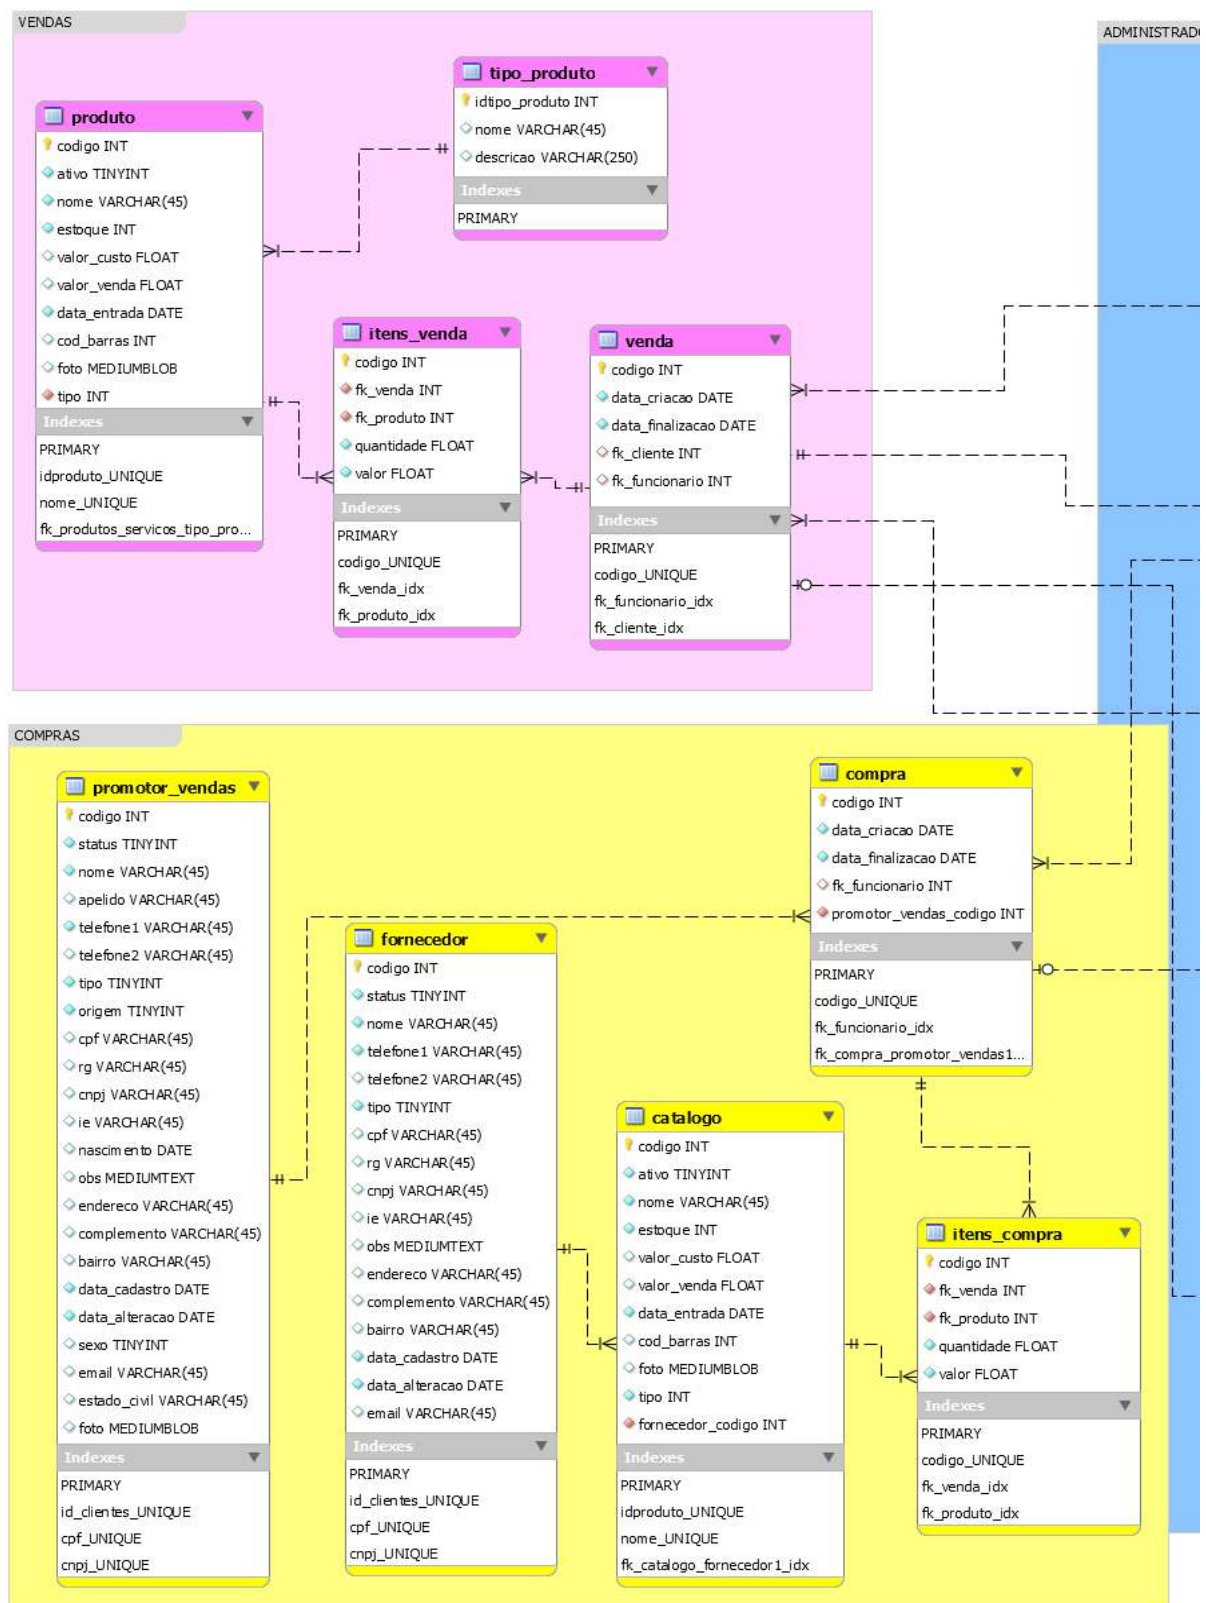 VENDAS
ADMINISTRADO
tipo_produto
idtipo_produto INT
nome VARCHAR(45)
descricao VARCHAR(250)
Indexes
PRIMARY
produto
codigo INT
ativo TINYINT
nome VARCHAR(45)
estoque INT
valor_custo FLOAT
valor_venda FLOAT
data_entrada DATE
cod_barras INT
foto MEDIUMBLOB
tipo INT
Indexes
PRIMARY
idproduto_UNIQUE
nome_UNIQUE
fk_produtos_servicos_tipo_pro...
itens_venda
codigo INT
fk_venda INT
fk_produto INT
quantidade FLOAT
valor FLOAT
Indexes
PRIMARY
codigo_UNIQUE
fk_venda_idx
fk_produto_idx
venda
codigo INT
data_criacao DATE
data_finalizacao DATE
fk_cliente INT
fk_funcionario INT
Indexes
PRIMARY
codigo_UNIQUE
fk_funcionario_idx
fk_cliente_idx
COMPRAS
promotor_vendas
codigo INT
status TINYINT
nome VARCHAR(45)
apelido VARCHAR(45)
telefone1 VARCHAR(45)
telefone2 VARCHAR(45)
tipo TINYINT
origem TINYINT
cpf VARCHAR(45)
rg VARCHAR(45)
cnpj VARCHAR(45)
ie VARCHAR(45)
nascimento DATE
obs MEDIUMTEXT
endereco VARCHAR(45)
complemento VARCHAR(45)
bairro VARCHAR(45)
data_cadastro DATE
data_alteracao DATE
sexo TINYINT
email VARCHAR(45)
estado_civil VARCHAR(45)
foto MEDIUMBLOB
Indexes
PRIMARY
id_clientes_UNIQUE
cpf_UNIQUE
cnpj_UNIQUE
fornecedor
codigo INT
status TINYINT
nome VARCHAR(45)
telefone1 VARCHAR(45)
telefone2 VARCHAR(45)
tipo TINYINT
cpf VARCHAR(45)
rg VARCHAR(45)
cnpj VARCHAR(45)
ie VARCHAR(45)
obs MEDIUMTEXT
endereco VARCHAR(45)
complemento VARCHAR(45)
bairro VARCHAR(45)
data_cadastro DATE
data_alteracao DATE
email VARCHAR(45)
Indexes
PRIMARY
id_clientes_UNIQUE
cpf_UNIQUE
cnpj_UNIQUE
compra
codigo INT
data_criacao DATE
data_finalizacao DATE
fk_funcionario INT
promotor_vendas_codigo INT
Indexes
PRIMARY
codigo_UNIQUE
fk_funcionario_idx
fk_compra_promotor_vendas1...
catalogo
codigo INT
ativo TINYINT
nome VARCHAR(45)
estoque INT
valor_custo FLOAT
valor_venda FLOAT
data_entrada DATE
cod_barras INT
foto MEDIUMBLOB
tipo INT
fornecedor_codigo INT
Indexes
PRIMARY
idproduto_UNIQUE
nome_UNIQUE
fk_catalogo_fornecedor1_idx
itens_compra
codigo INT
fk_venda INT
fk_produto INT
quantidade FLOAT
valor FLOAT
Indexes
PRIMARY
codigo_UNIQUE
fk_venda_idx
fk_produto_idx